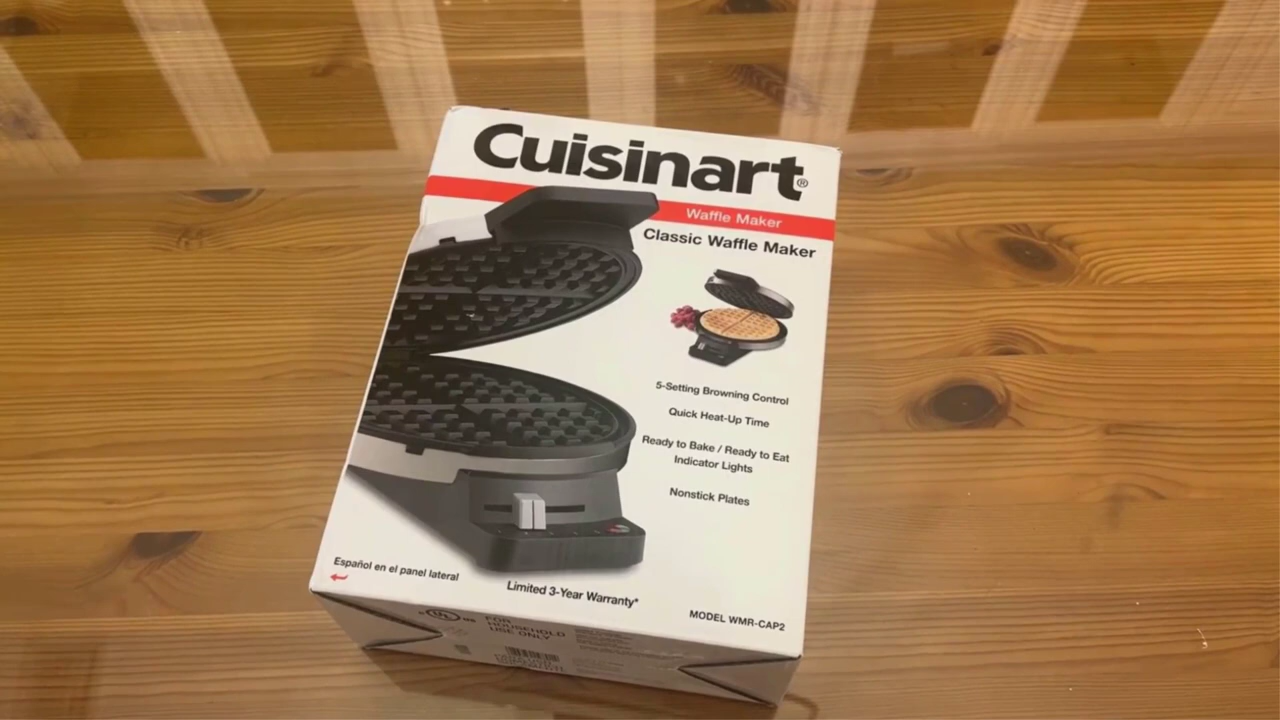 Cuisinart®
Waffle Maker
Classic Waffle Maker
5-Setting Browning Control
Quick Heat-Up Time
Ready to Bake / Ready to Eat
Indicator Lights
Nonstick Plates
Español en el panel lateral
Limited 3-Year Warranty*
MODEL WMR-CAP2
UL
FOR
HOUSEHOLD
USE ONLY